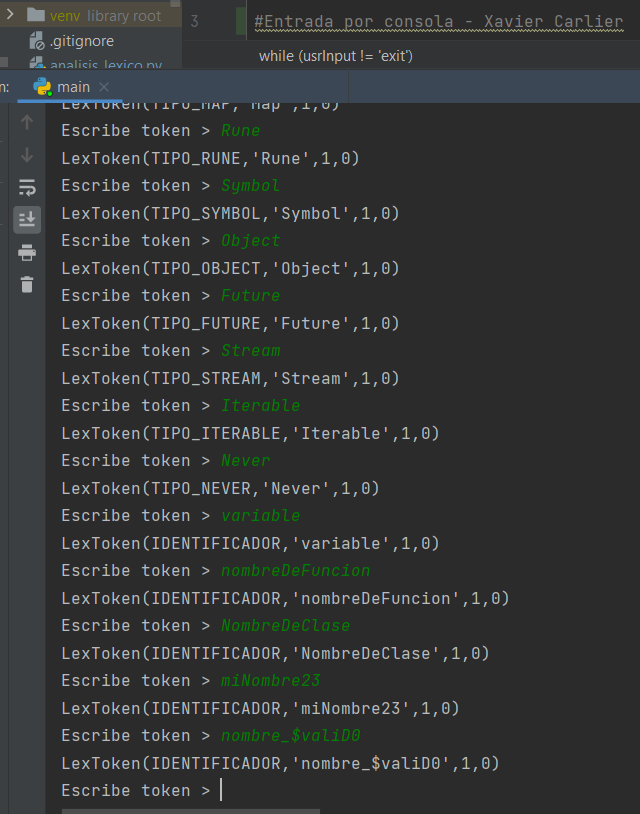 venv library root
3 #Entrada por consola - Xavier Carlier
.gitignore
while (usrInput != 'exit')
analisis_lexico.py
n: main
LexToken(TIPO_MAP,'Map',1,0)
Escribe token > Rune
LexToken(TIPO_RUNE,'Rune',1,0)
Escribe token > Symbol
LexToken(TIPO_SYMBOL,'Symbol',1,0)
Escribe token > Object
LexToken(TIPO_OBJECT,'Object',1,0)
Escribe token > Future
LexToken(TIPO_FUTURE,'Future',1,0)
Escribe token > Stream
LexToken(TIPO_STREAM,'Stream',1,0)
Escribe token > Iterable
LexToken(TIPO_ITERABLE,'Iterable',1,0)
Escribe token > Never
LexToken(TIPO_NEVER,'Never',1,0)
Escribe token > variable
LexToken(IDENTIFICADOR,'variable',1,0)
Escribe token > nombreDeFuncion
LexToken(IDENTIFICADOR,'nombreDeFuncion',1,0)
Escribe token > NombreDeClase
LexToken(IDENTIFICADOR,'NombreDeClase',1,0)
Escribe token > miNombre23
LexToken(IDENTIFICADOR,'miNombre23',1,0)
Escribe token > nombre_$valiD0
LexToken(IDENTIFICADOR,'nombre_$valiD0',1,0)
Escribe token >